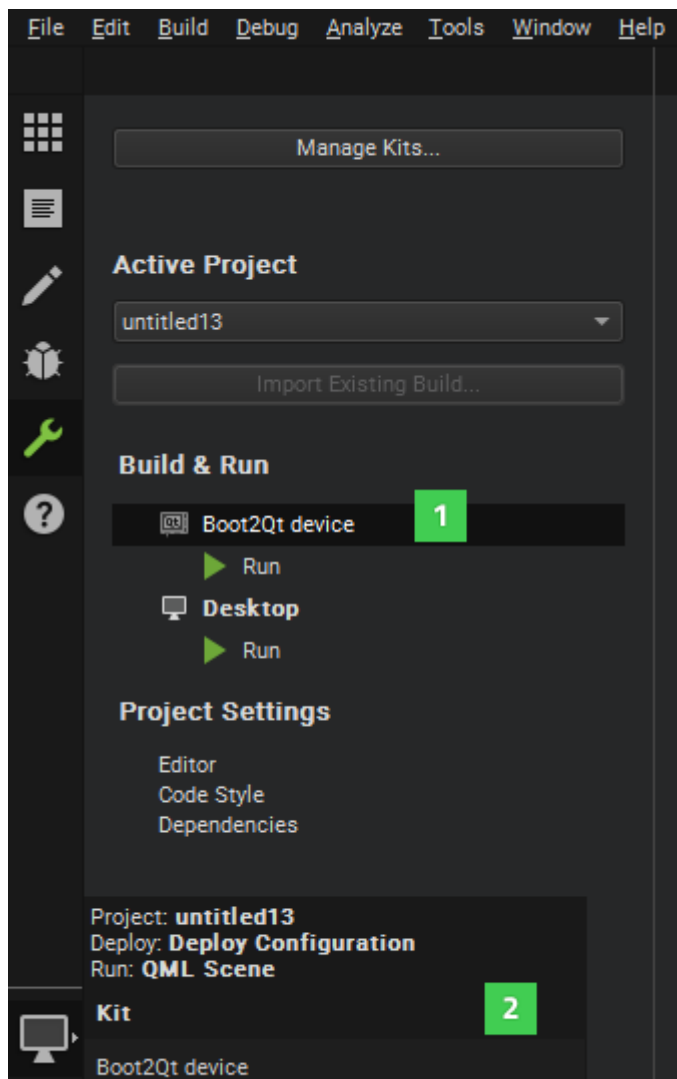 File Edit Build Debug Analyze Tools Window Help
Manage Kits...
Active Project
untitled13
Import Existing Build...
Build & Run
Qt Boot2Qt device 1
Run
Desktop
Run
Project Settings
Editor
Code Style
Dependencies
Project: untitled13
Deploy: Deploy Configuration
Run: QML Scene
Kit 2
Boot2Qt device